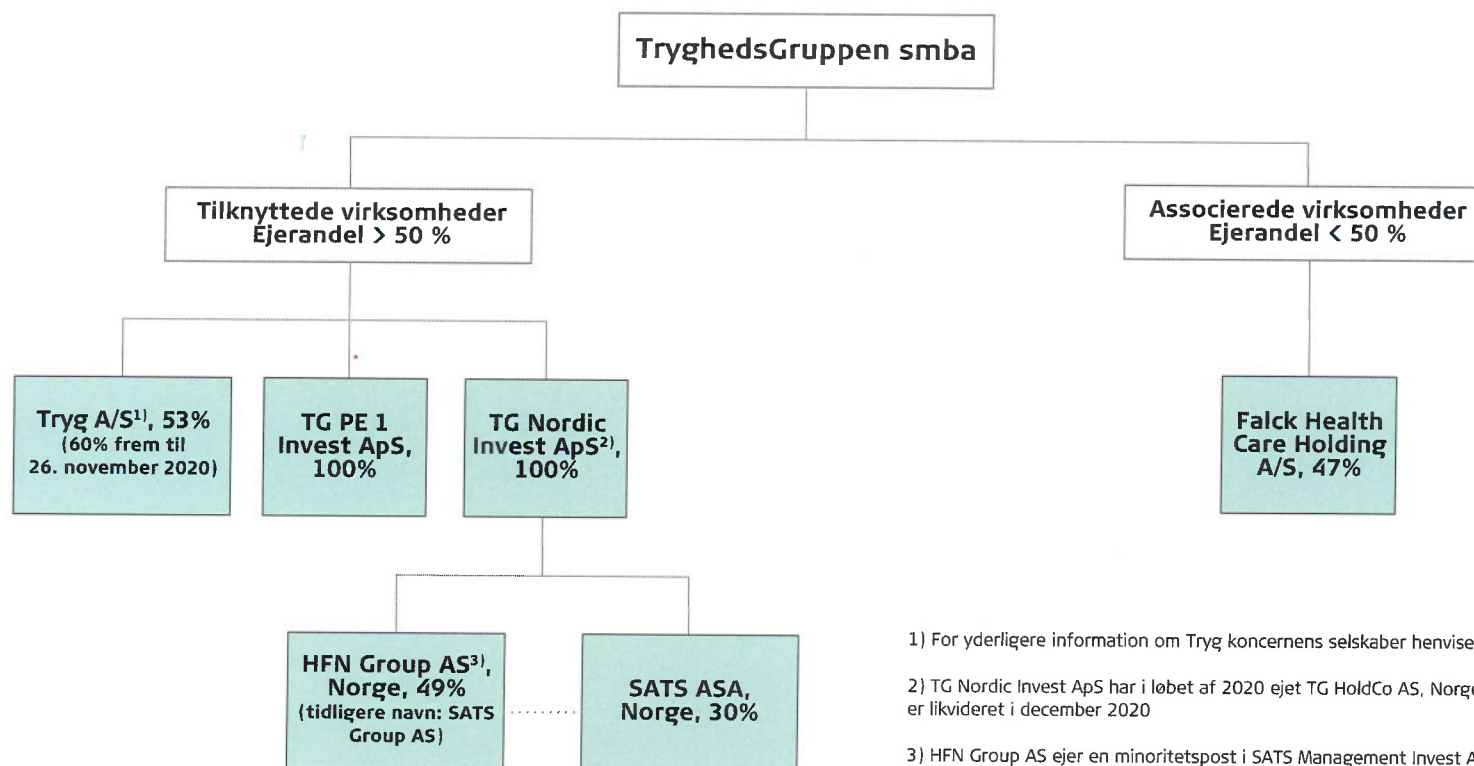 TryghedsGruppen smba
Tilknyttede virksomheder
Ejerandel > 50 %
Associerede virksomheder
Ejerandel < 50 %
Tryg A/S¹⁾, 53%
(60% frem til
26. november 2020)
TG PE 1
Invest ApS,
100%
TG Nordic
Invest ApS²⁾,
100%
Falck Health
Care Holding
A/S, 47%
HFN Group AS³⁾,
Norge, 49%
(tidligere navn: SATS
Group AS)
SATS ASA,
Norge, 30%
1) For yderligere information om Tryg koncernens selskaber henvise
2) TG Nordic Invest ApS har i løbet af 2020 ejet TG HoldCo AS, Norge
er likvideret i december 2020
3) HFN Group AS ejer en minoritetspost i SATS Management Invest A